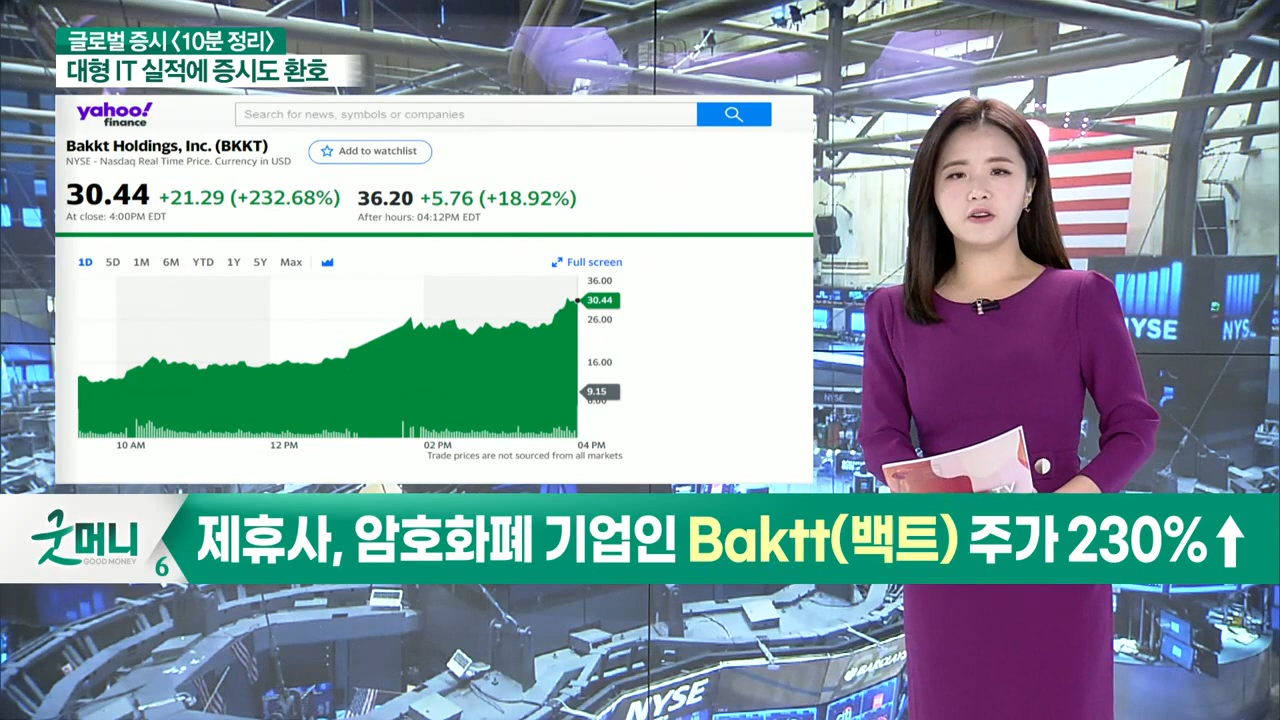 글로벌 증시 <10분 정리>
대형 IT 실적에 증시도 환호
yahoo!
finance
Search for news, symbols or companies
Bakkt Holdings, Inc. (BKKT)
NYSE - Nasdaq Real Time Price. Currency in USD
Add to watchlist
30.44 +21.29 (+232.68%)
At close: 4:00PM EDT
36.20 +5.76 (+18.92%)
After hours: 04:12PM EDT
1D 5D 1M 6M YTD 1Y 5Y Max
Full screen
36.00
30.44
26.00
16.00
9.15
10 AM 12 PM 02 PM 04 PM
Trade prices are not sourced from all markets
NYSE
NYS
굿머니
GOOD MONEY
6
제휴사, 암호화폐 기업인 Baktt(백트) 주가 230%↑
NYSE
BARCLAYS